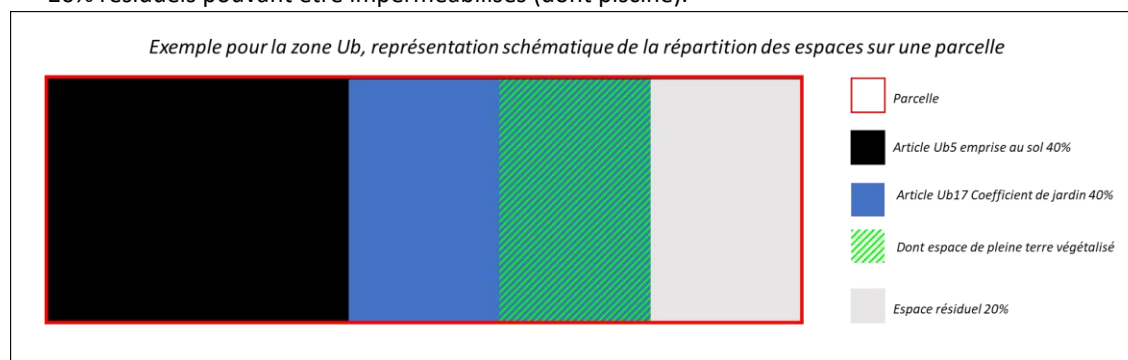 20% résiduels pouvant être imperméabilisés (dont piscine).
Exemple pour la zone Ub, représentation schématique de la répartition des espaces sur une parcelle
Parcelle
Article Ub5 emprise au sol 40%
Article Ub17 Coefficient de jardin 40%
Dont espace de pleine terre végétalisé
Espace résiduel 20%